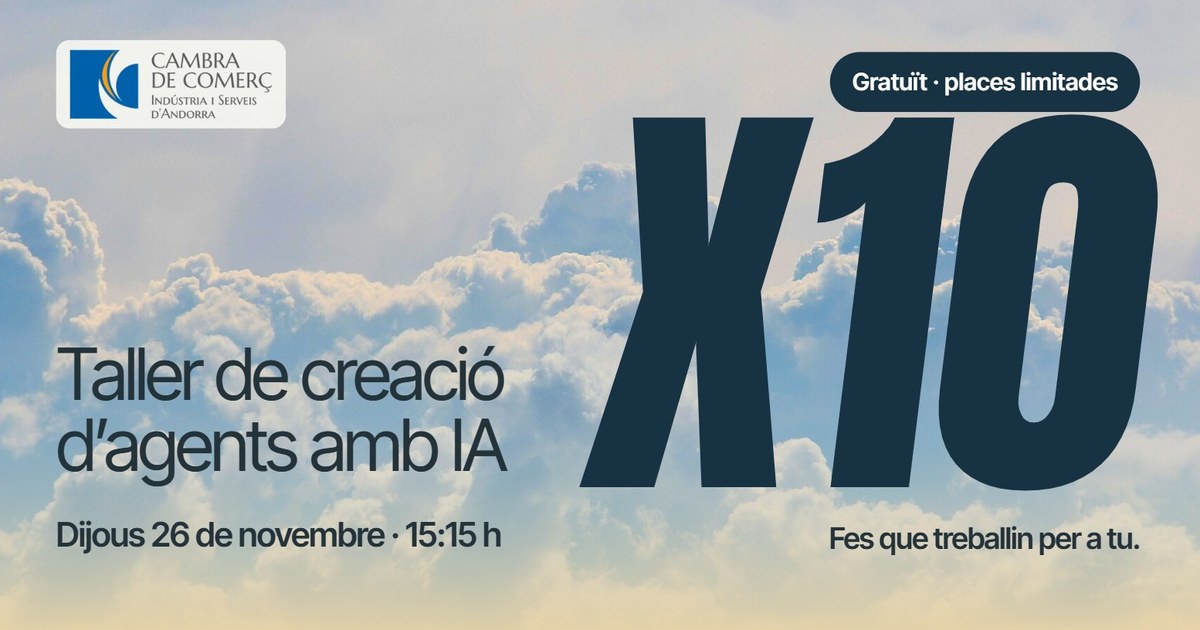 CAMBRA
DE COMERÇ
INDÚSTRIA I SERVEIS
D'ANDORRA
Gratuït · places limitades
X10
Taller de creació
d’agents amb IA
Dijous 26 de novembre · 15:15 h
Fes que treballin per a tu.